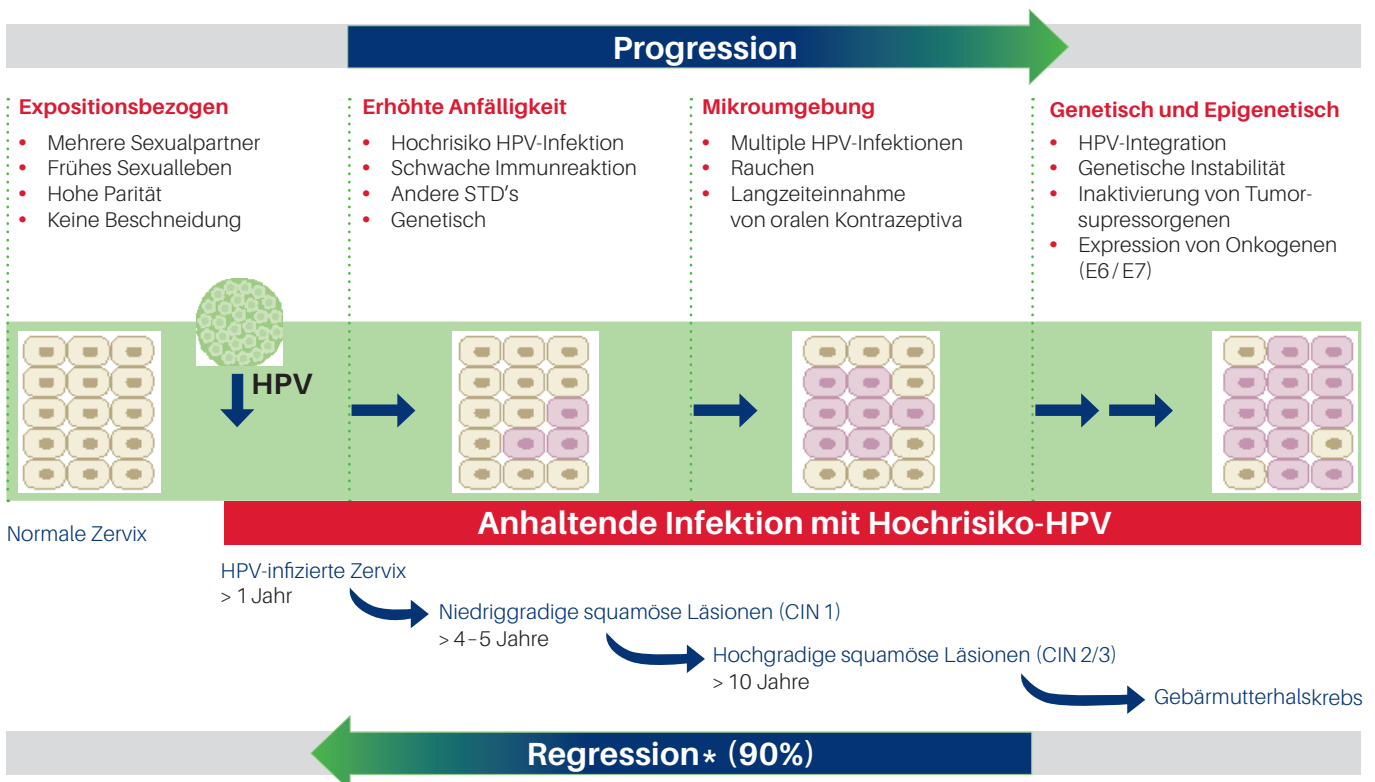 Progression
Expositionsbezogen
• Mehrere Sexualpartner
• Frühes Sexualleben
• Hohe Parität
• Keine Beschneidung
Erhöhte Anfälligkeit
• Hochrisiko HPV-Infektion
• Schwache Immunreaktion
• Andere STD's
• Genetisch
Mikroumgebung
• Multiple HPV-Infektionen
• Rauchen
• Langzeiteinnahme
von oralen Kontrazeptiva
Genetisch und Epigenetisch
• HPV-Integration
• Genetische Instabilität
• Inaktivierung von Tumor-
supressorgenen
• Expression von Onkogenen
(E6/E7)
HPV
Anhaltende Infektion mit Hochrisiko-HPV
Normale Zervix
HPV-infizierte Zervix
> 1 Jahr
Niedriggradige squamöse Läsionen (CIN 1)
> 4–5 Jahre
Hochgradige squamöse Läsionen (CIN 2/3)
> 10 Jahre
Gebärmutterhalskrebs
Regression* (90%)